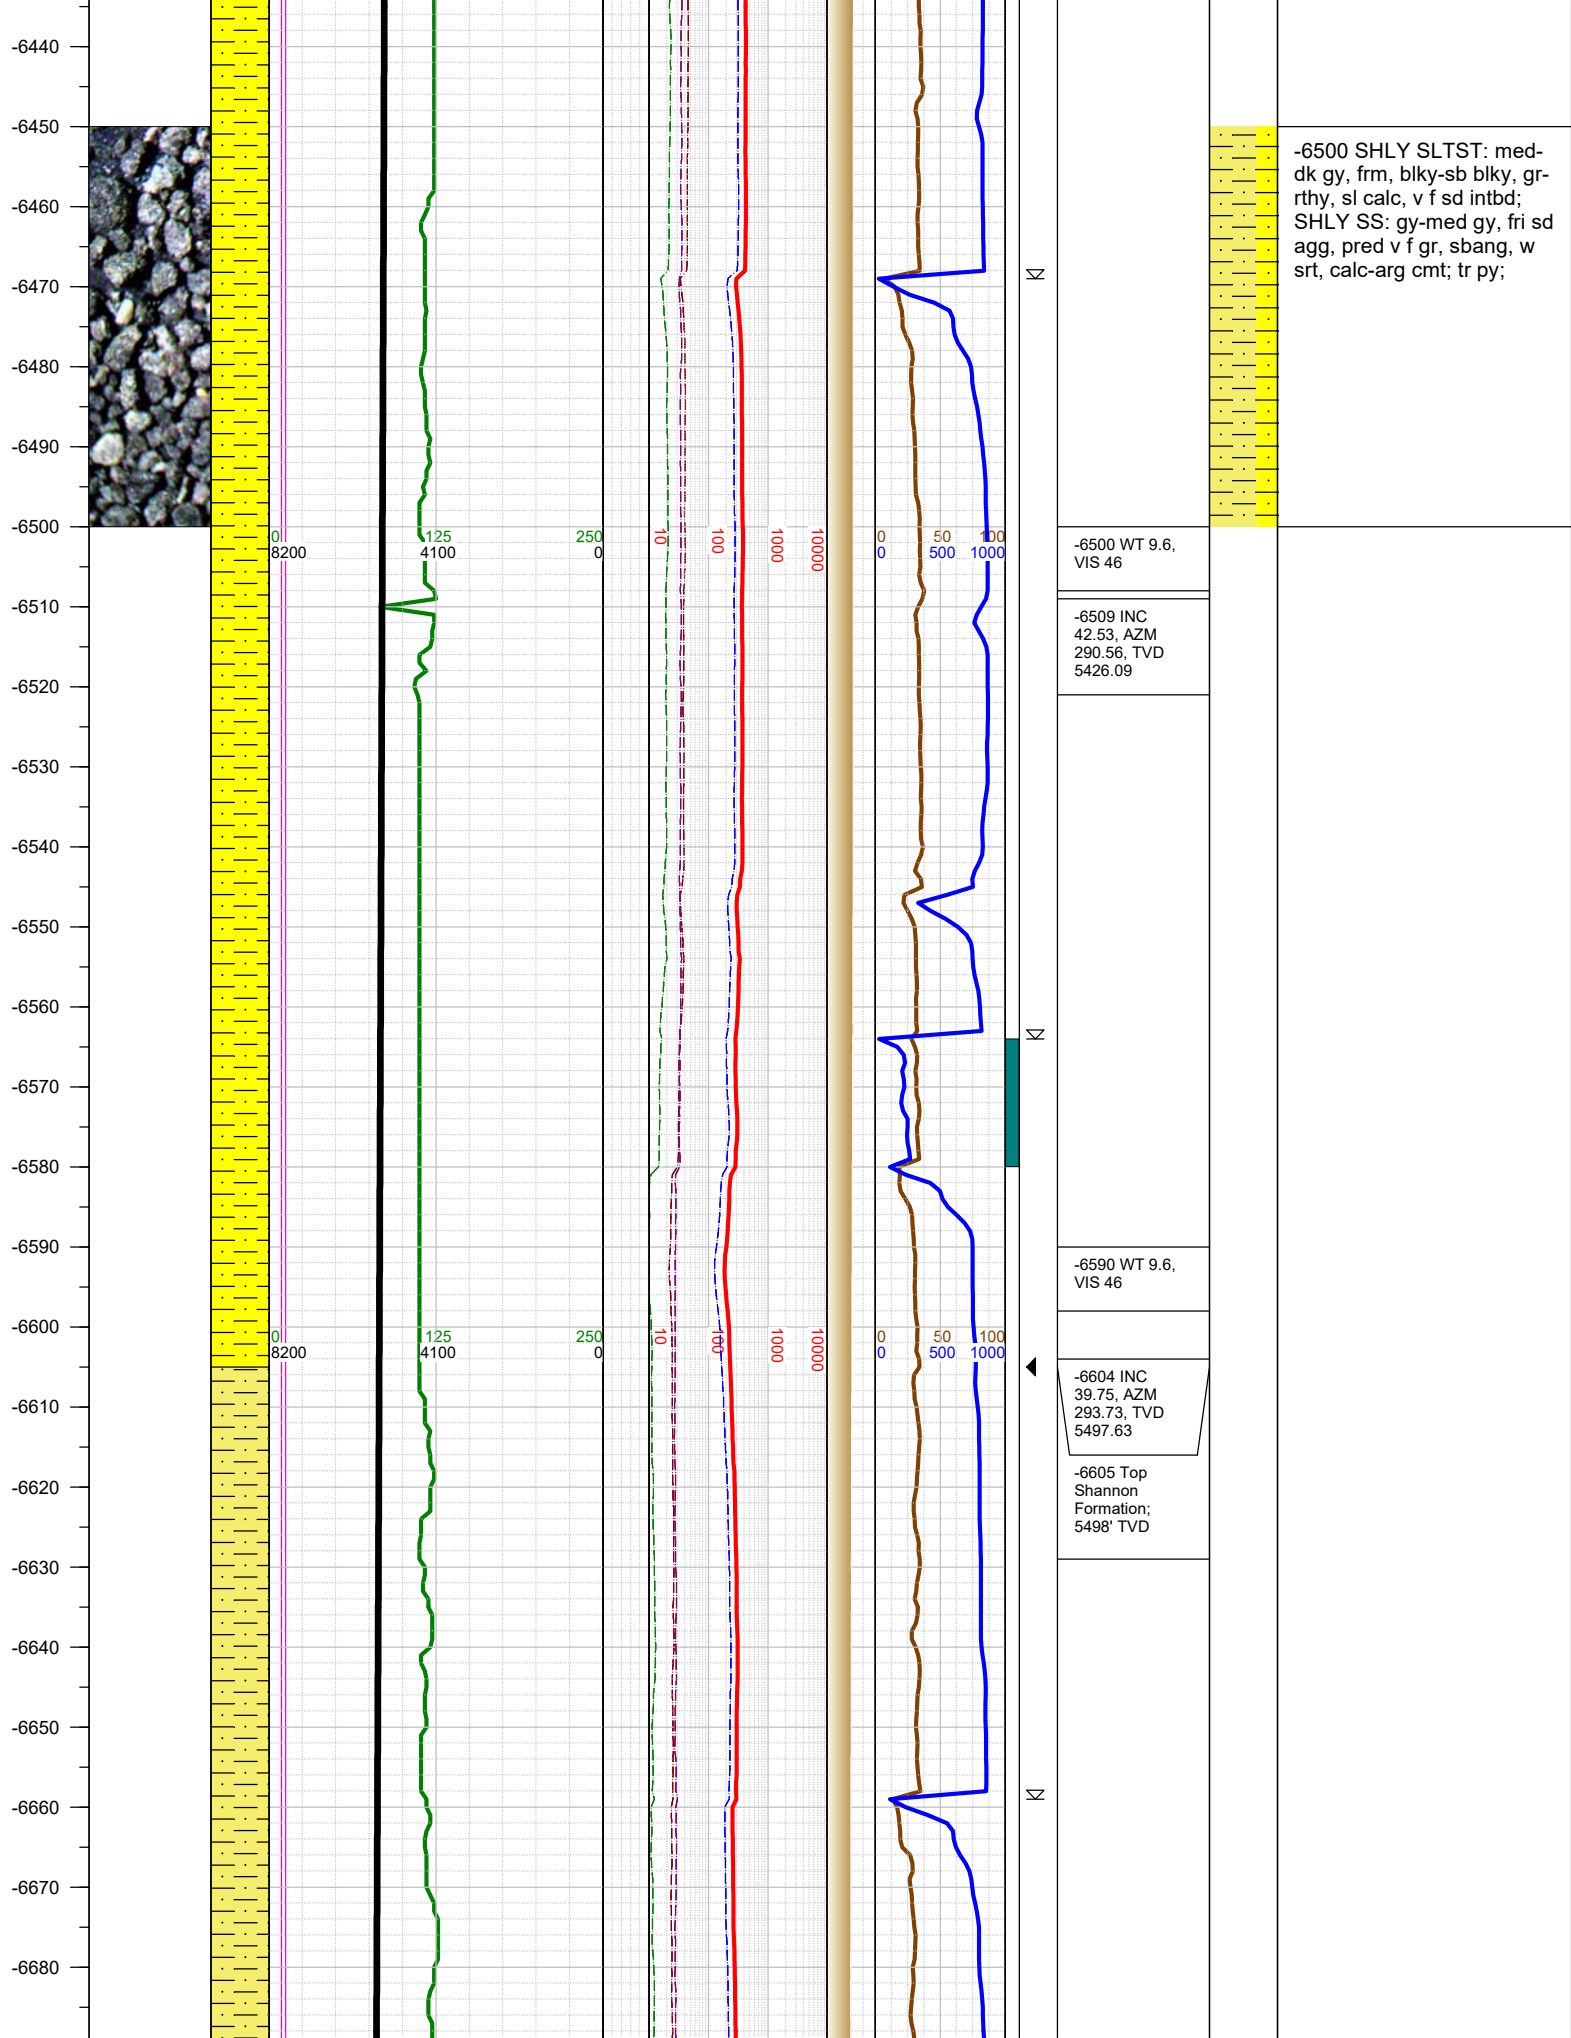 -6440
-6450
-6500 SHLY SLTST: med-
dk gy, frm, blky-sb blky, gr-
rthy, sl calc, v f sd intbd;
SHLY SS: gy-med gy, fri sd
agg, pred v f gr, sbang, w
srt, calc-arg cmt; tr py;
-6460
-6470
-6480
-6490
-6500
0 125 250
8200 4100 0
10 100 1000 10000
0 50 100
0 500 1000
-6500 WT 9.6,
VIS 46
-6510
-6509 INC
42.53, AZM
290.56, TVD
5426.09
-6520
-6530
-6540
-6550
-6560
-6570
-6580
-6590
-6590 WT 9.6,
VIS 46
-6600
0 125 250
8200 4100 0
10 100 1000 10000
0 50 100
0 500 1000
-6604 INC
39.75, AZM
293.73, TVD
5497.63
-6610
-6605 Top
Shannon
Formation;
5498' TVD
-6620
-6630
-6640
-6650
-6660
-6670
-6680